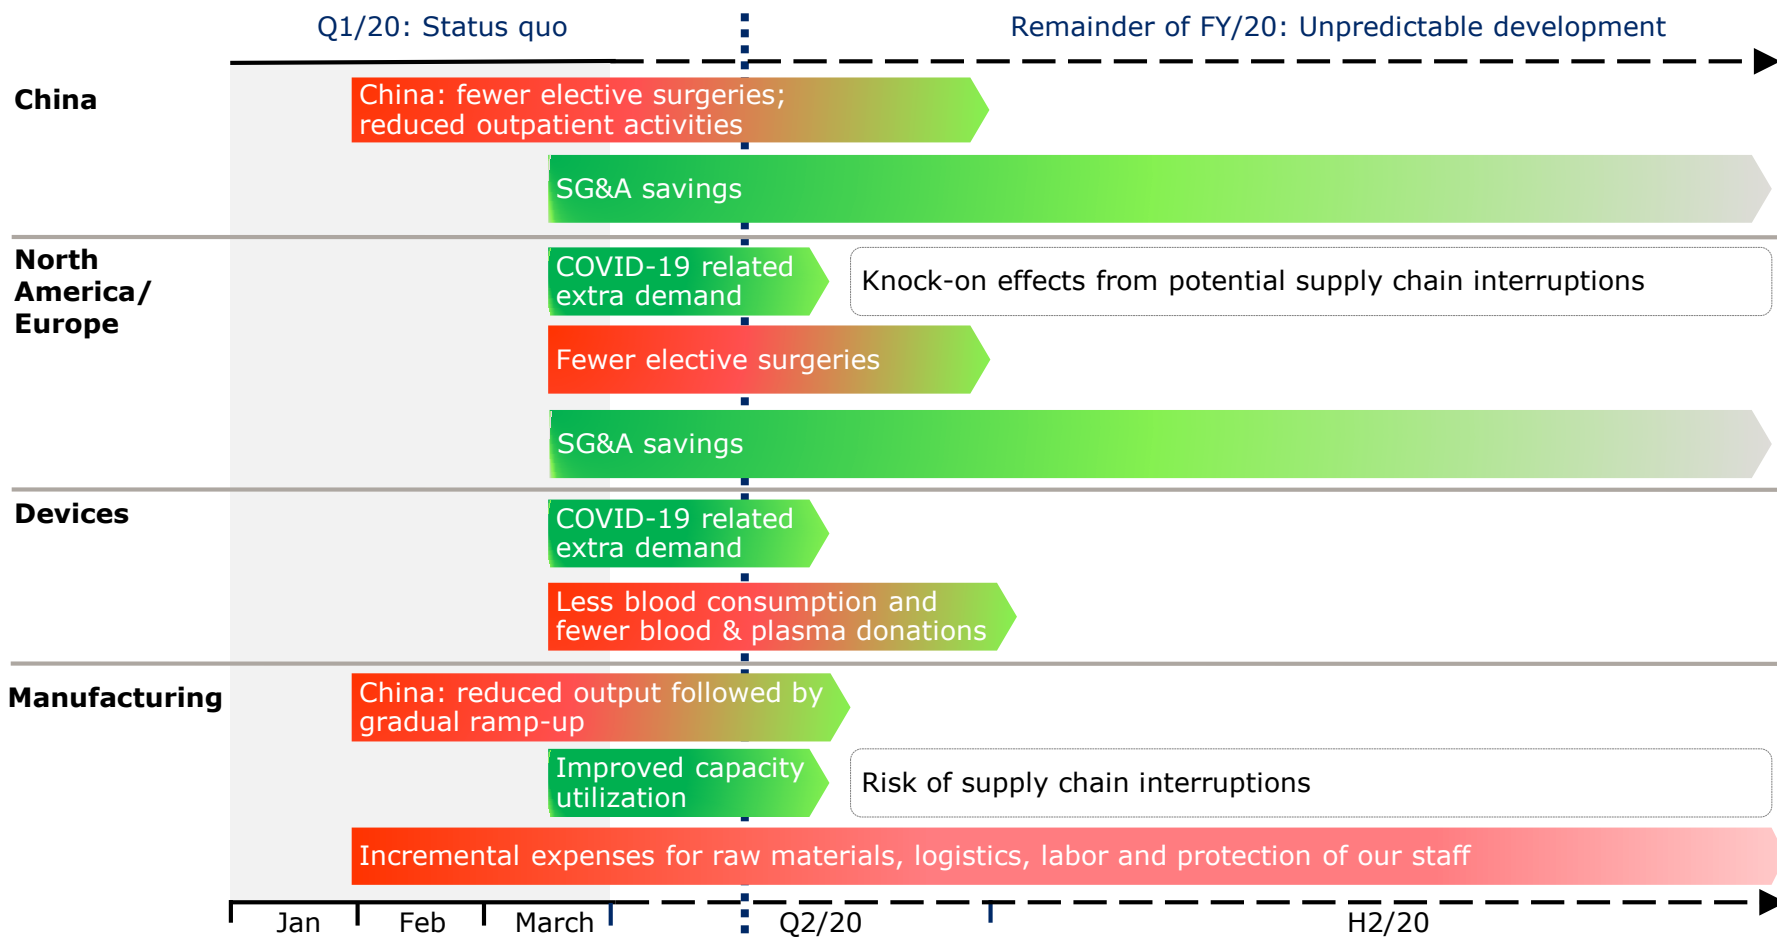 Q1/20: Status quo
Remainder of FY/20: Unpredictable development
China
China: fewer elective surgeries;
reduced outpatient activities
SG&A savings
North
America/
Europe
COVID-19 related
extra demand
Knock-on effects from potential supply chain interruptions
Fewer elective surgeries
SG&A savings
Devices
COVID-19 related
extra demand
Less blood consumption and
fewer blood & plasma donations
Manufacturing
China: reduced output followed by
gradual ramp-up
Improved capacity
utilization
Risk of supply chain interruptions
Incremental expenses for raw materials, logistics, labor and protection of our staff
Jan
Feb
March
Q2/20
H2/20